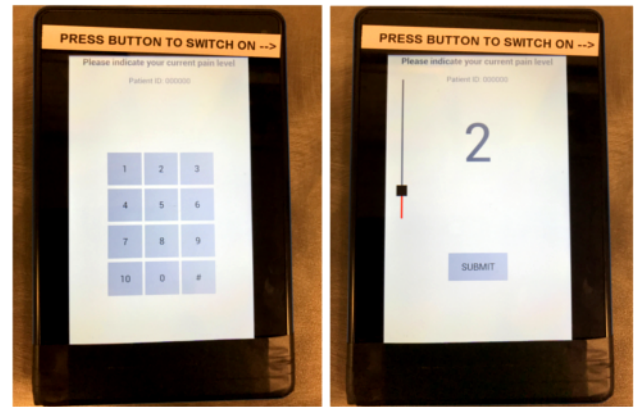 PRESS BUTTON TO SWITCH ON -->
Please indicate your current pain level
Patient ID: 000000
1 2 3
4 5 6
7 8 9
10 0 #
PRESS BUTTON TO SWITCH ON -->
Please indicate your current pain level
Patient ID: 000000
2
SUBMIT